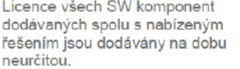 Licence všech SW komponent
dodávaných spolu s nabízeným
řešením jsou dodávány na dobu
neurčitou.